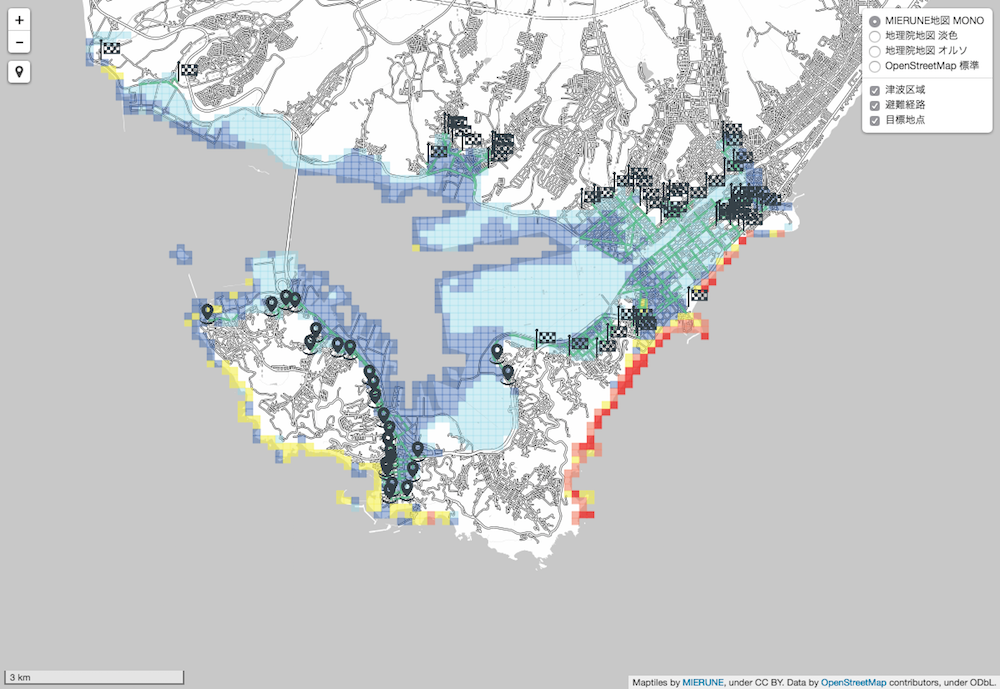 +
−
MIERUNE地図 MONO
地理院地図 淡色
地理院地図 オルソ
OpenStreetMap 標準
津波区域
避難経路
目標地点
3 km
Maptiles by MIERUNE, under CC BY. Data by OpenStreetMap contributors, under ODbL.